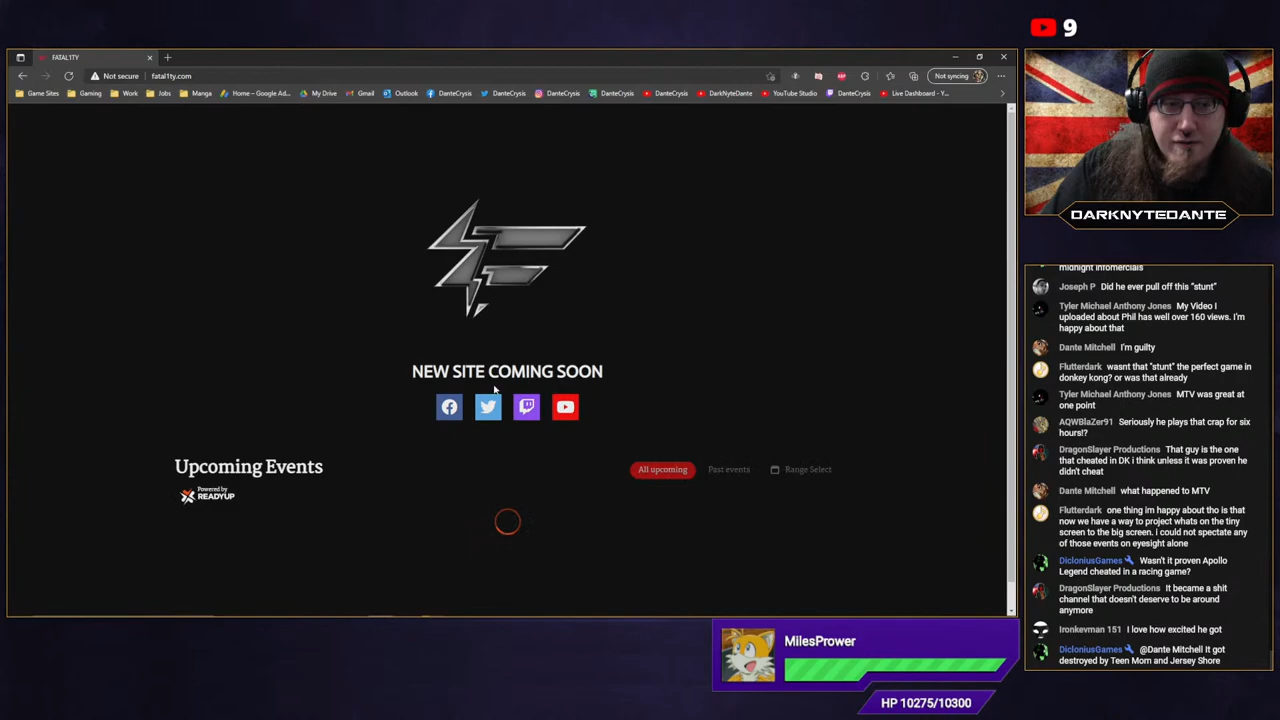 9
FATAL1TY
Not secure
fatal1ty.com
Not syncing
Game Sites
Gaming
Work
Jobs
Manga
Home – Google Ad...
My Drive
Gmail
Outlook
DanteCrysis
DanteCrysis
DanteCrysis
DanteCrysis
DanteCrysis
DarkNyteDante
YouTube Studio
DanteCrysis
Live Dashboard - Y...
NEW SITE COMING SOON
Upcoming Events
Powered by
READYUP
All upcoming
Past events
Range Select
DARKNYTEDANTE
midnight infomercials
Joseph P Did he ever pull off this "stunt"
Tyler Michael Anthony Jones My Video I
uploaded about Phil has well over 160 views. I'm
happy about that
Dante Mitchell I'm guilty
Flutterdark wasnt that "stunt" the perfect game in
donkey kong? or was that already
Tyler Michael Anthony Jones MTV was great at
one point
AQWBlaZer91 Seriously he plays that crap for six
hours!?
DragonSlayer Productions That guy is the one
that cheated in DK i think unless it was proven he
didn't cheat
Dante Mitchell what happened to MTV
Flutterdark one thing im happy about tho is that
now we have a way to project whats on the tiny
screen to the big screen. i could not spectate any
of those events on eyesight alone
DicloniusGames Wasn't it proven Apollo
Legend cheated in a racing game?
DragonSlayer Productions It became a shit
channel that doesn't deserve to be around
anymore
Ironkevman 151 I love how excited he got
DicloniusGames @Dante Mitchell It got
destroyed by Teen Mom and Jersey Shore
MilesPrower
HP 10275/10300